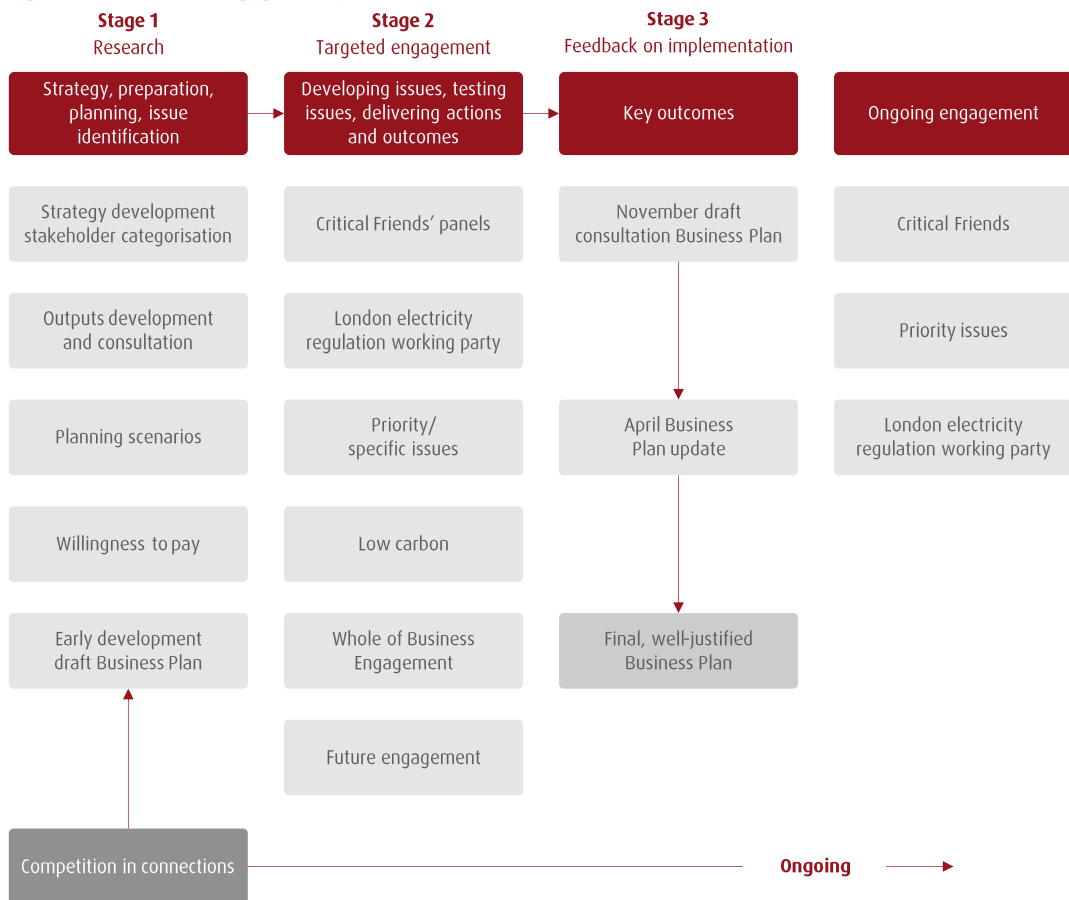 Stage 1
Research
Stage 2
Targeted engagement
Stage 3
Feedback on implementation
Strategy, preparation,
planning, issue
identification
Developing issues, testing
issues, delivering actions
and outcomes
Key outcomes
Ongoing engagement
Strategy development
stakeholder categorisation
Critical Friends’ panels
November draft
consultation Business Plan
Critical Friends
Outputs development
and consultation
London electricity
regulation working party
Priority issues
Planning scenarios
Priority/
specific issues
April Business
Plan update
London electricity
regulation working party
Willingness to pay
Low carbon
Early development
draft Business Plan
Whole of Business
Engagement
Final, well-justified
Business Plan
Future engagement
Competition in connections
Ongoing